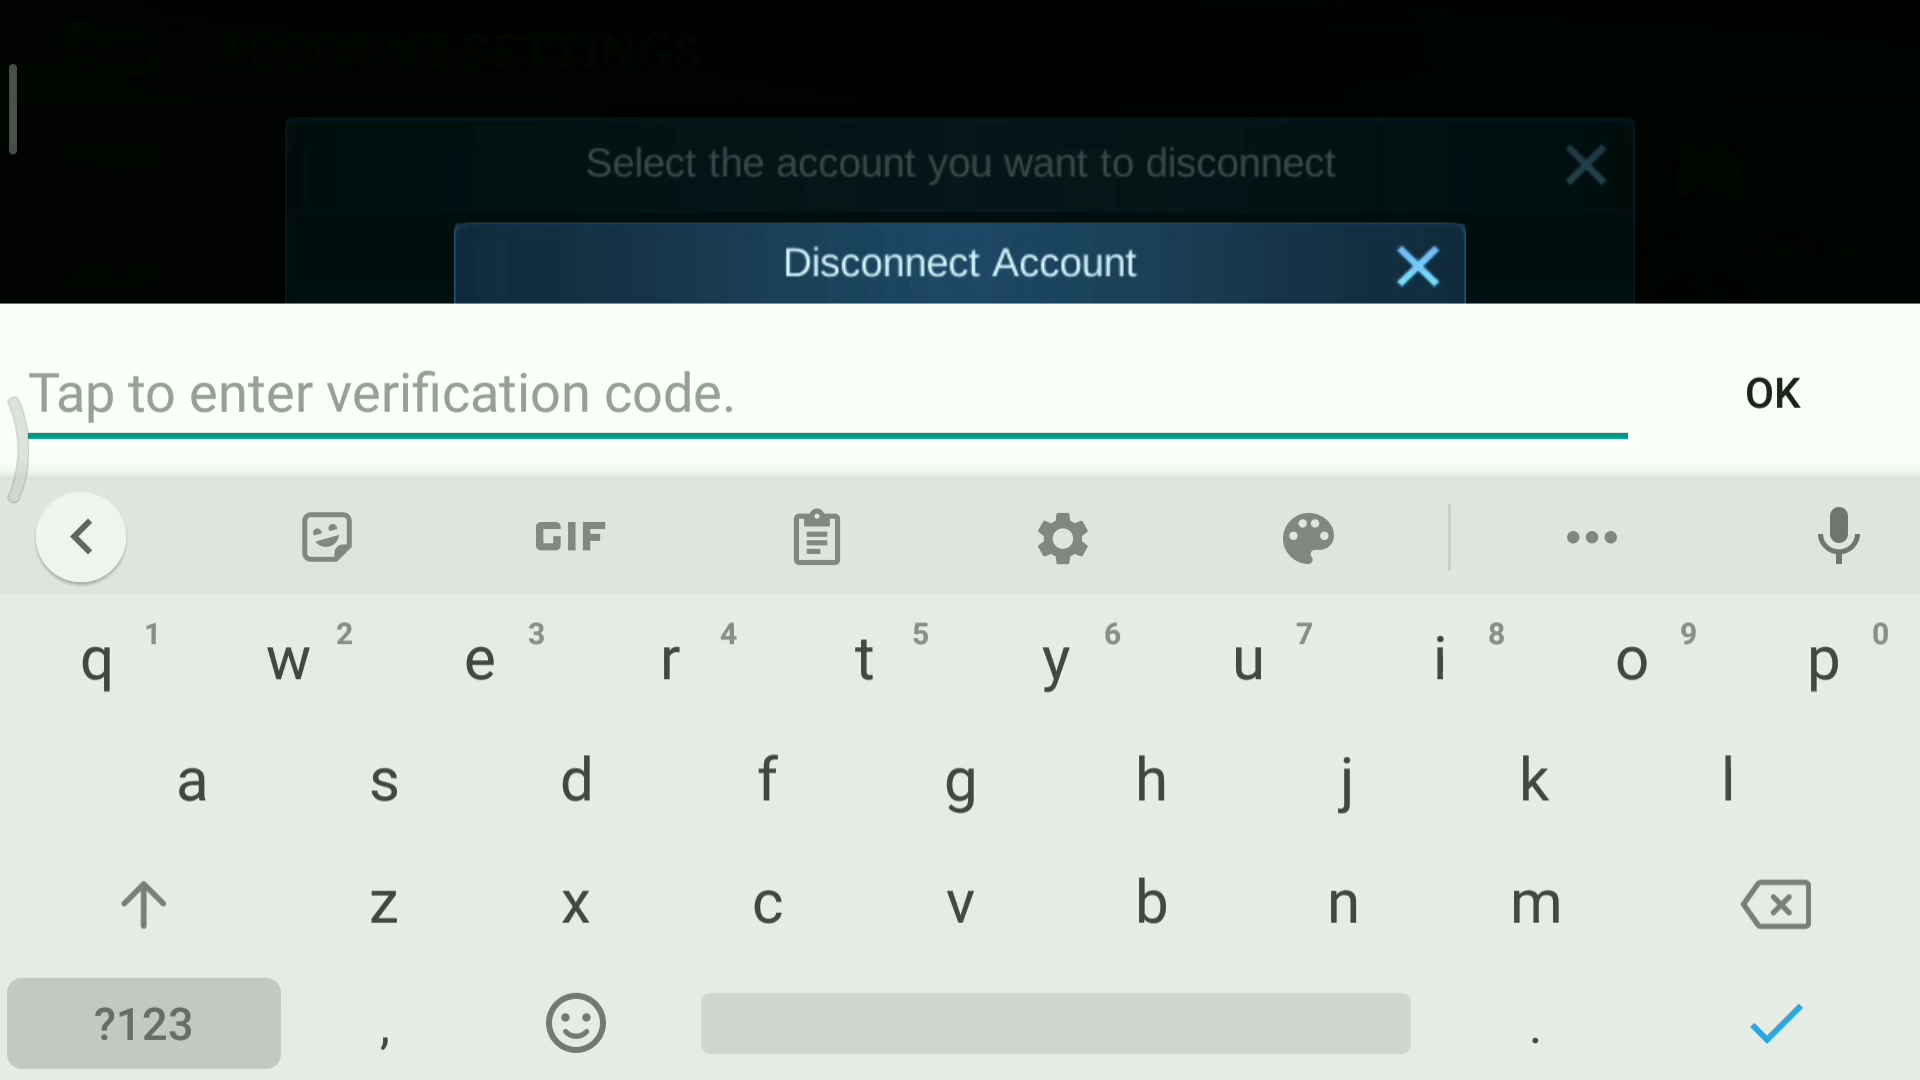 ACCOUNT SETTINGS
Select the account you want to disconnect
Disconnect Account
Tap to enter verification code.
OK
GIF
q 1 w 2 e 3 r 4 t 5 y 6 u 7 i 8 o 9 p 0
a s d f g h j k l
z x c v b n m
?123 , .